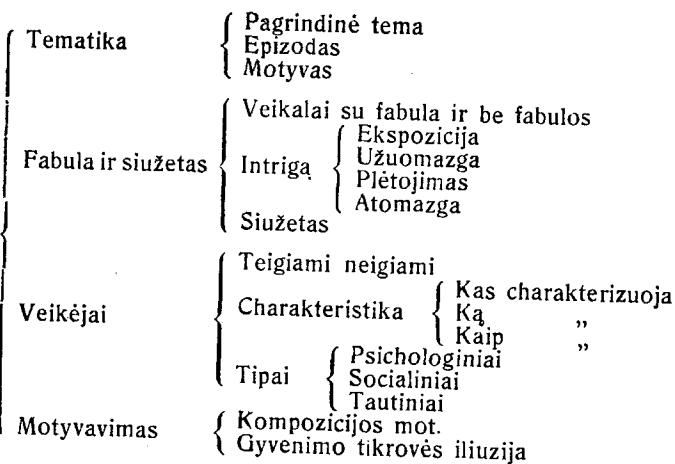 Tematika
Pagrindinė tema
Epizodas
Motyvas
Fabula ir siužetas
Veikalai su fabula ir be fabulos
Intrigą
Ekspozicija
Užuomazga
Plėtojimas
Atomazga
Siužetas
Veikėjai
Teigiami neigiami
Charakteristika
Kas charakterizuoja
Ką „
Kaip „
Tipai
Psichologiniai
Socialiniai
Tautiniai
Motyvavimas
Kompozicijos mot.
Gyvenimo tikrovės iliuzija